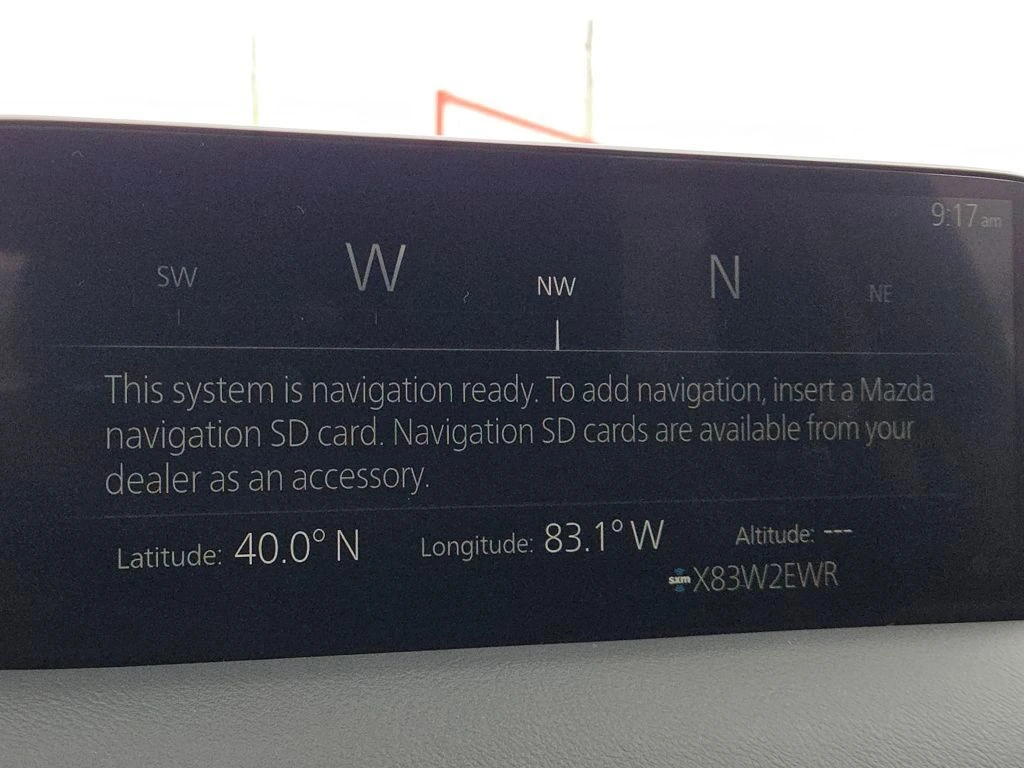 9:17 am
SW W NW N NE
This system is navigation ready. To add navigation, insert a Mazda
navigation SD card. Navigation SD cards are available from your
dealer as an accessory.
Latitude: 40.0° N Longitude: 83.1° W Altitude: ---
sxm X83W2EWR